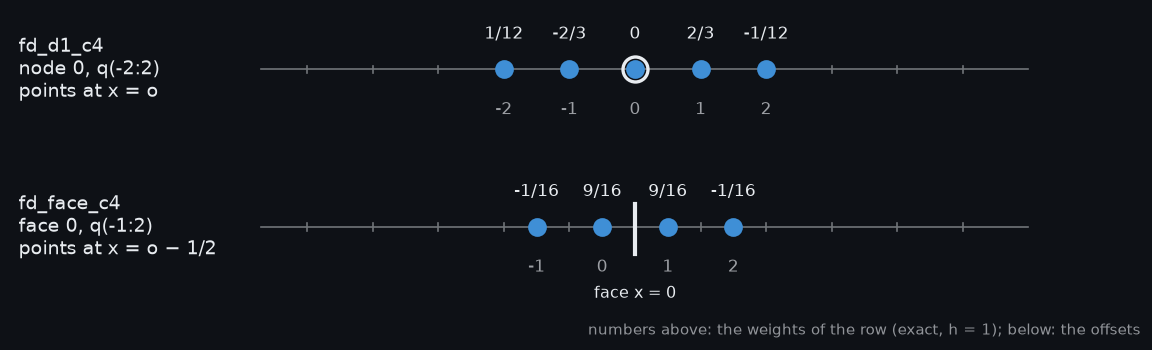 fd_d1_c4
node 0, q(-2:2)
points at x = o
1/12 -2/3 0 2/3 -1/12
-2 -1 0 1 2
fd_face_c4
face 0, q(-1:2)
points at x = o − 1/2
-1/16 9/16 9/16 -1/16
-1 0 1 2
face x = 0
numbers above: the weights of the row (exact, h = 1); below: the offsets